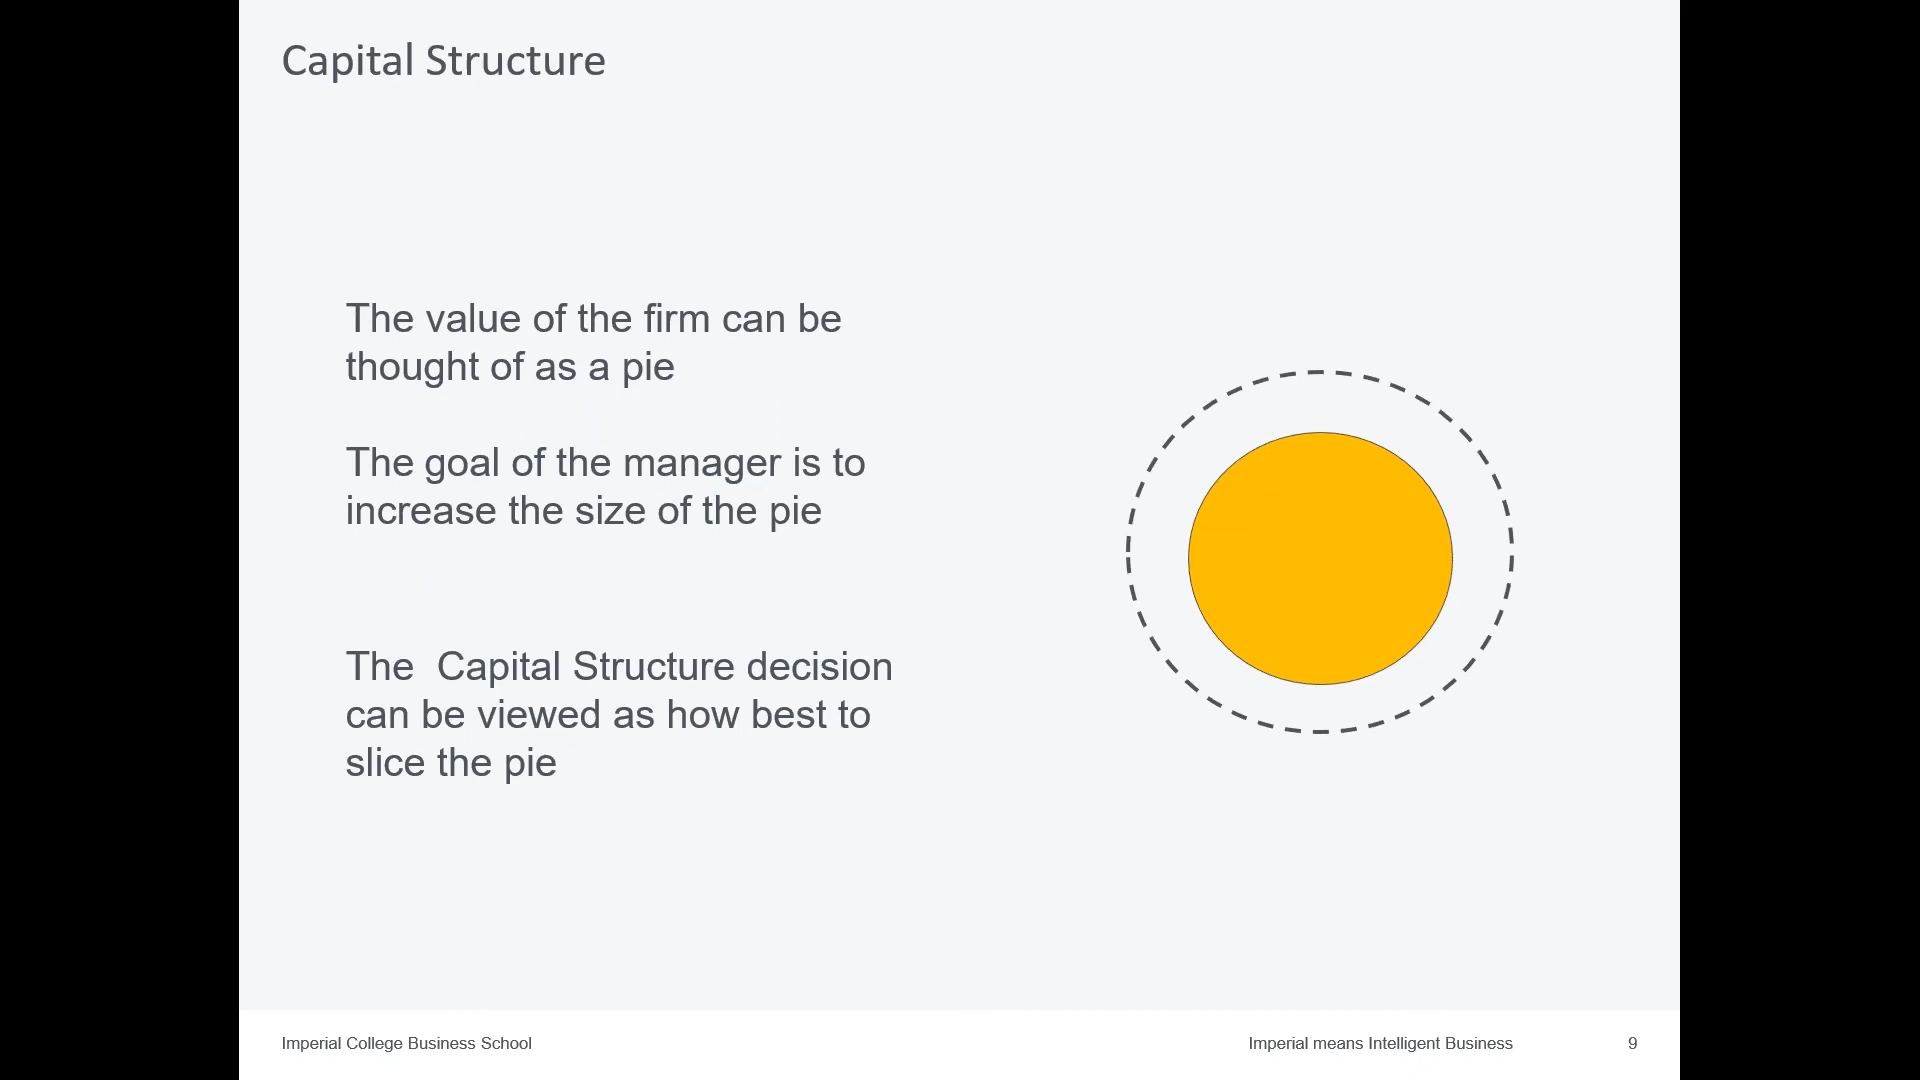 Capital Structure
The value of the firm can be
thought of as a pie
The goal of the manager is to
increase the size of the pie
The  Capital Structure decision
can be viewed as how best to
slice the pie
Imperial College Business School
Imperial means Intelligent Business
9